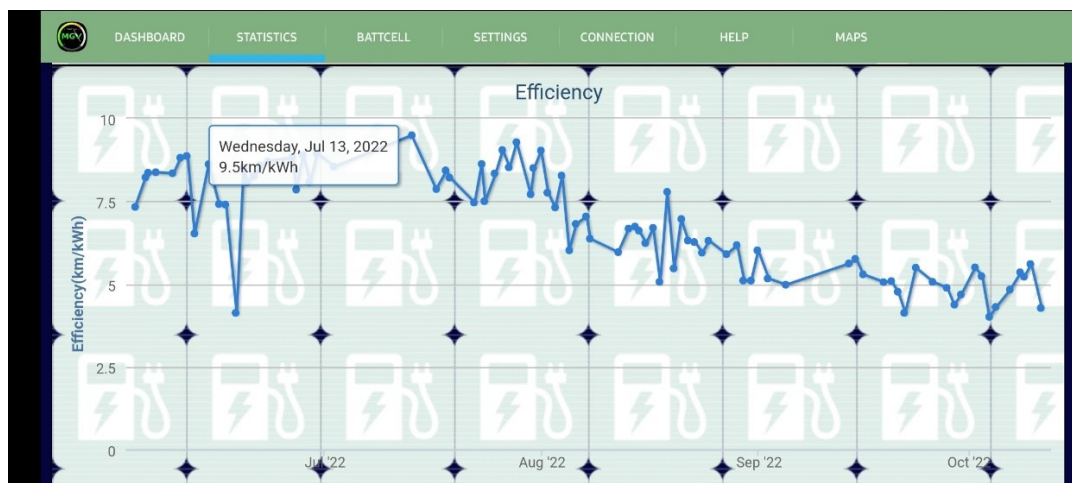 MGV
DASHBOARD
STATISTICS
BATTCELL
SETTINGS
CONNECTION
HELP
MAPS
Efficiency
Wednesday, Jul 13, 2022
9.5km/kWh
Efficiency(km/kWh)
10
7.5
5
2.5
0
Jul '22
Aug '22
Sep '22
Oct '22